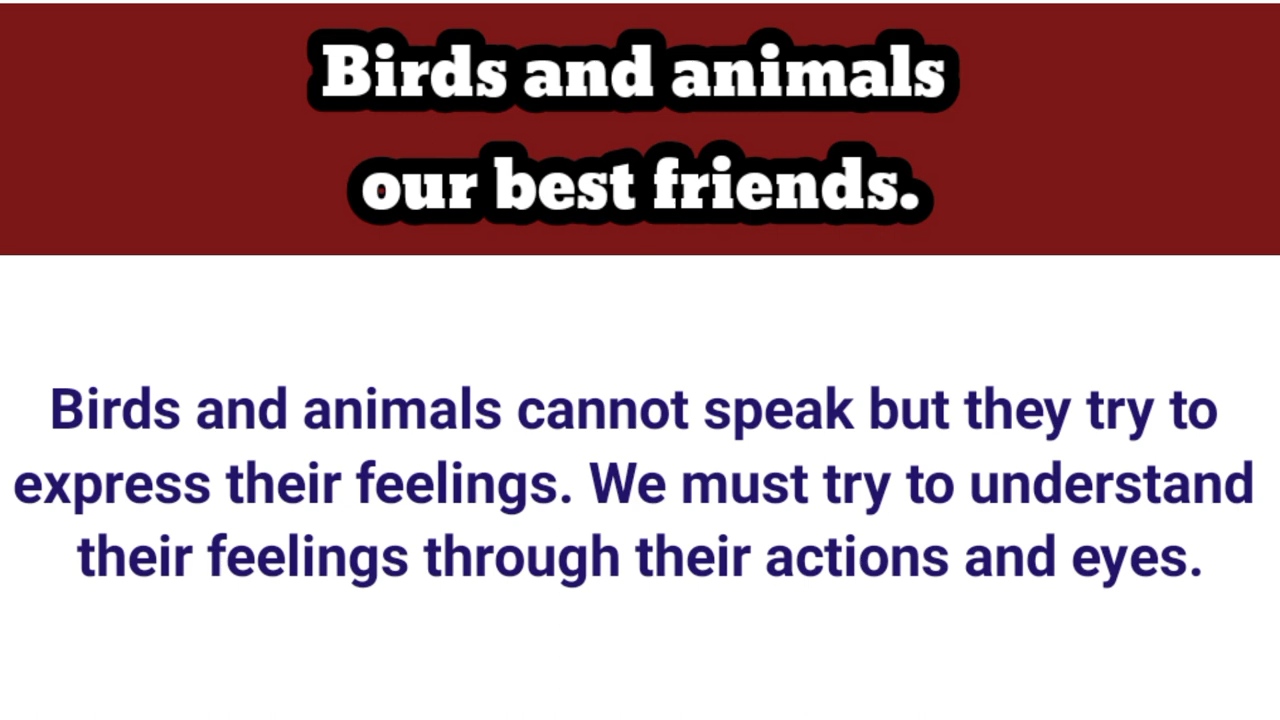 Birds and animals
our best friends.
Birds and animals cannot speak but they try to
express their feelings. We must try to understand
their feelings through their actions and eyes.